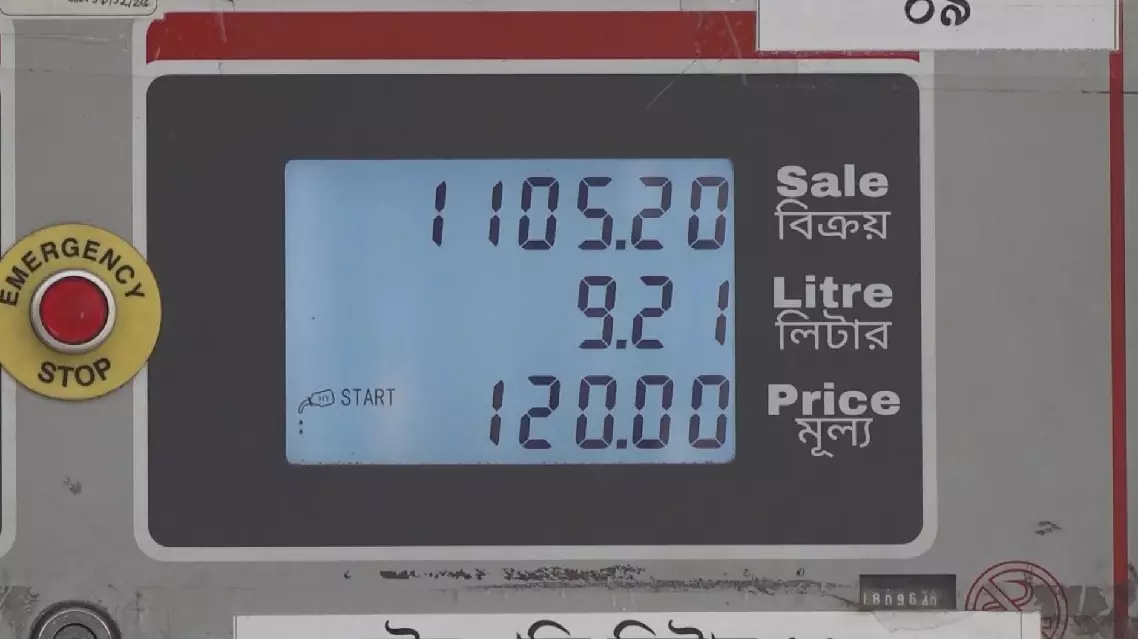 ০৯
1105.20
Sale
বিক্রয়
EMERGENCY
STOP
9.21
Litre
লিটার
START
120.00
Price
মূল্য